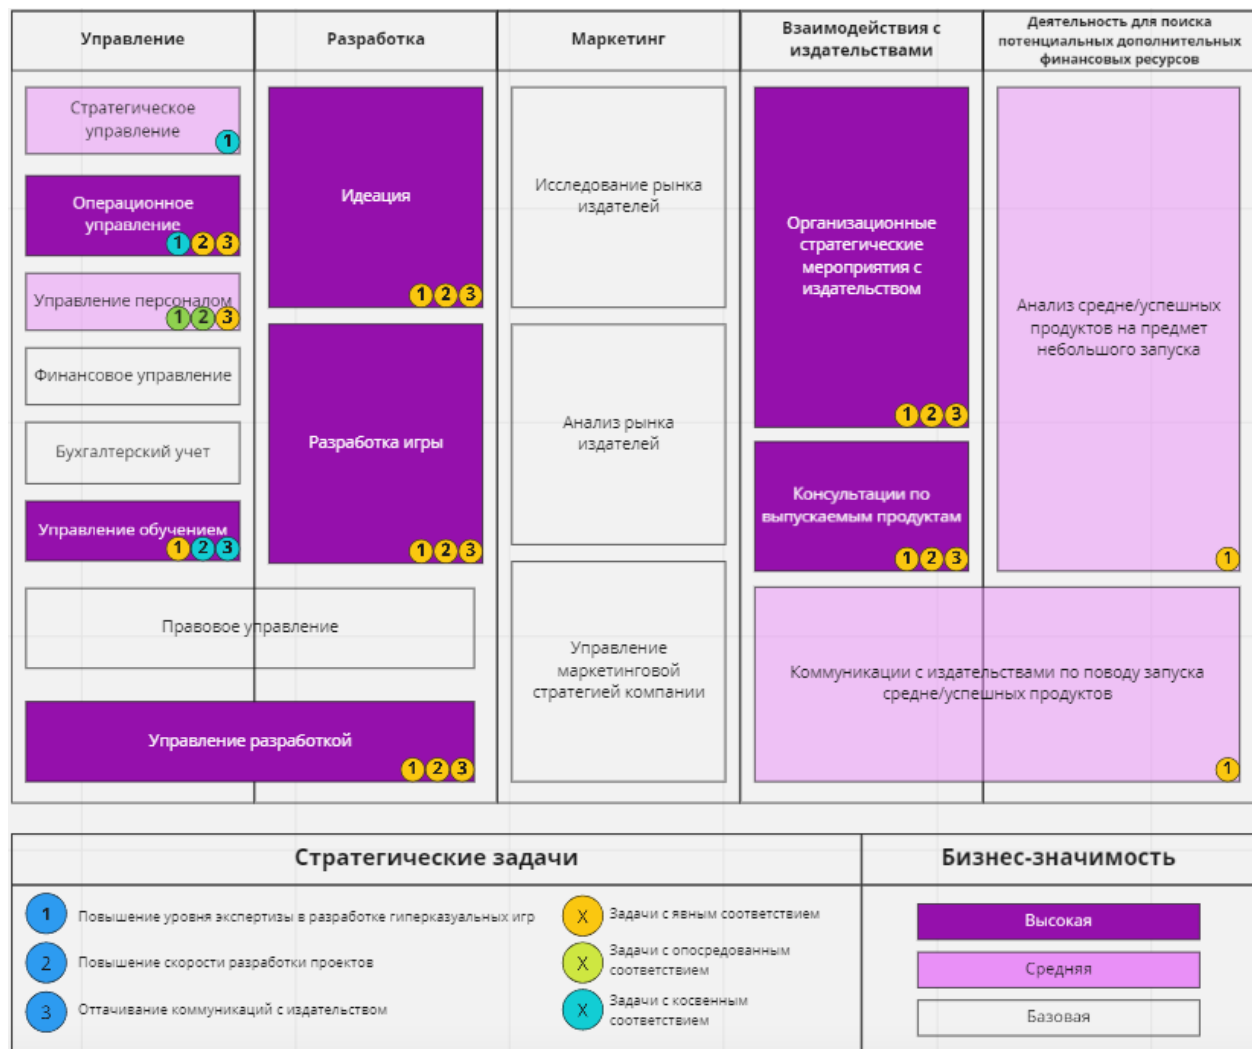 Управление
Разработка
Маркетинг
Взаимодействия с
издательствами
Деятельность для поиска
потенциальных дополнительных
финансовых ресурсов
Стратегическое
управление
1
Операционное
управление
1 2 3
Управление персоналом
1 2 3
Финансовое управление
Бухгалтерский учет
Управление обучением
1 2 3
Идеация
1 2 3
Разработка игры
1 2 3
Правовое управление
Управление разработкой
1 2 3
Исследование рынка
издателей
Анализ рынка
издателей
Управление
маркетинговой
стратегией компании
Организационные
стратегические
мероприятия с
издательством
1 2 3
Консультации по
выпускаемым продуктам
1 2 3
Анализ средне/успешных
продуктов на предмет
небольшого запуска
1
Коммуникации с издательствами по поводу запуска
средне/успешных продуктов
1
Стратегические задачи
1 Повышение уровня экспертизы в разработке гиперказуальных игр
2 Повышение скорости разработки проектов
3 Оттачивание коммуникаций с издательством
X Задачи с явным соответствием
X Задачи с опосредованным
соответствием
X Задачи с косвенным
соответствием
Бизнес-значимость
Высокая
Средняя
Базовая